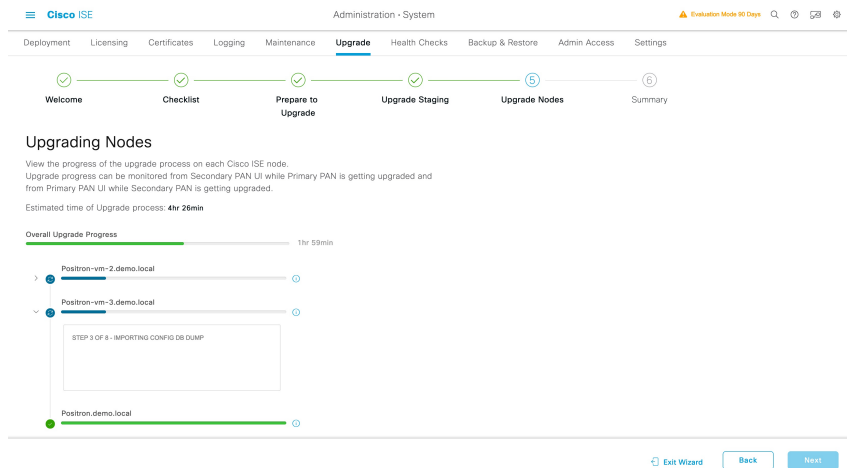 Cisco ISE
Administration · System
Evaluation Mode 90 Days
Deployment Licensing Certificates Logging Maintenance Upgrade Health Checks Backup & Restore Admin Access Settings
5 6
Welcome Checklist Prepare to Upgrade Staging Upgrade Nodes Summary
Upgrade
Upgrading Nodes
View the progress of the upgrade process on each Cisco ISE node.
Upgrade progress can be monitored from Secondary PAN UI while Primary PAN is getting upgraded and
from Primary PAN UI while Secondary PAN is getting upgraded.
Estimated time of Upgrade process: 4hr 26min
Overall Upgrade Progress
1hr 59min
Positron-vm-2.demo.local
Positron-vm-3.demo.local
STEP 3 OF 8 - IMPORTING CONFIG DB DUMP
Positron.demo.local
Exit Wizard Back Next